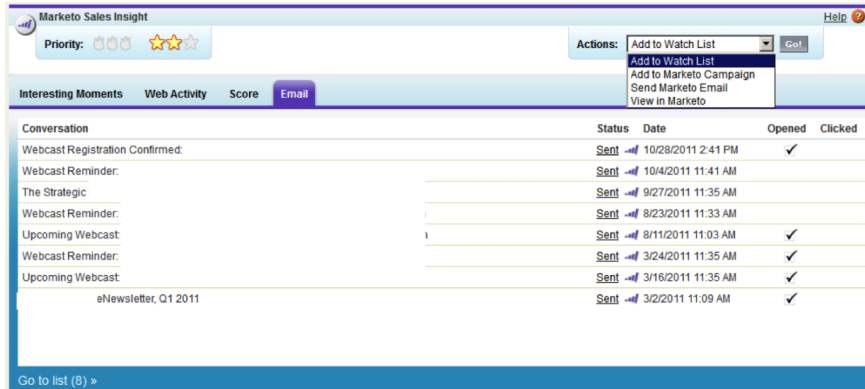 Marketo Sales Insight
Help
Priority:
Actions: Add to Watch List Go!
Add to Watch List
Add to Marketo Campaign
Send Marketo Email
View in Marketo
Interesting Moments Web Activity Score Email
Conversation Status Date Opened Clicked
Webcast Registration Confirmed: Sent 10/28/2011 2:41 PM
Webcast Reminder: Sent 10/4/2011 11:41 AM
The Strategic Sent 9/27/2011 11:35 AM
Webcast Reminder: Sent 8/23/2011 11:33 AM
Upcoming Webcast: Sent 8/11/2011 11:03 AM
Webcast Reminder: Sent 3/24/2011 11:35 AM
Upcoming Webcast: Sent 3/16/2011 11:35 AM
eNewsletter, Q1 2011 Sent 3/2/2011 11:09 AM
Go to list (8) »